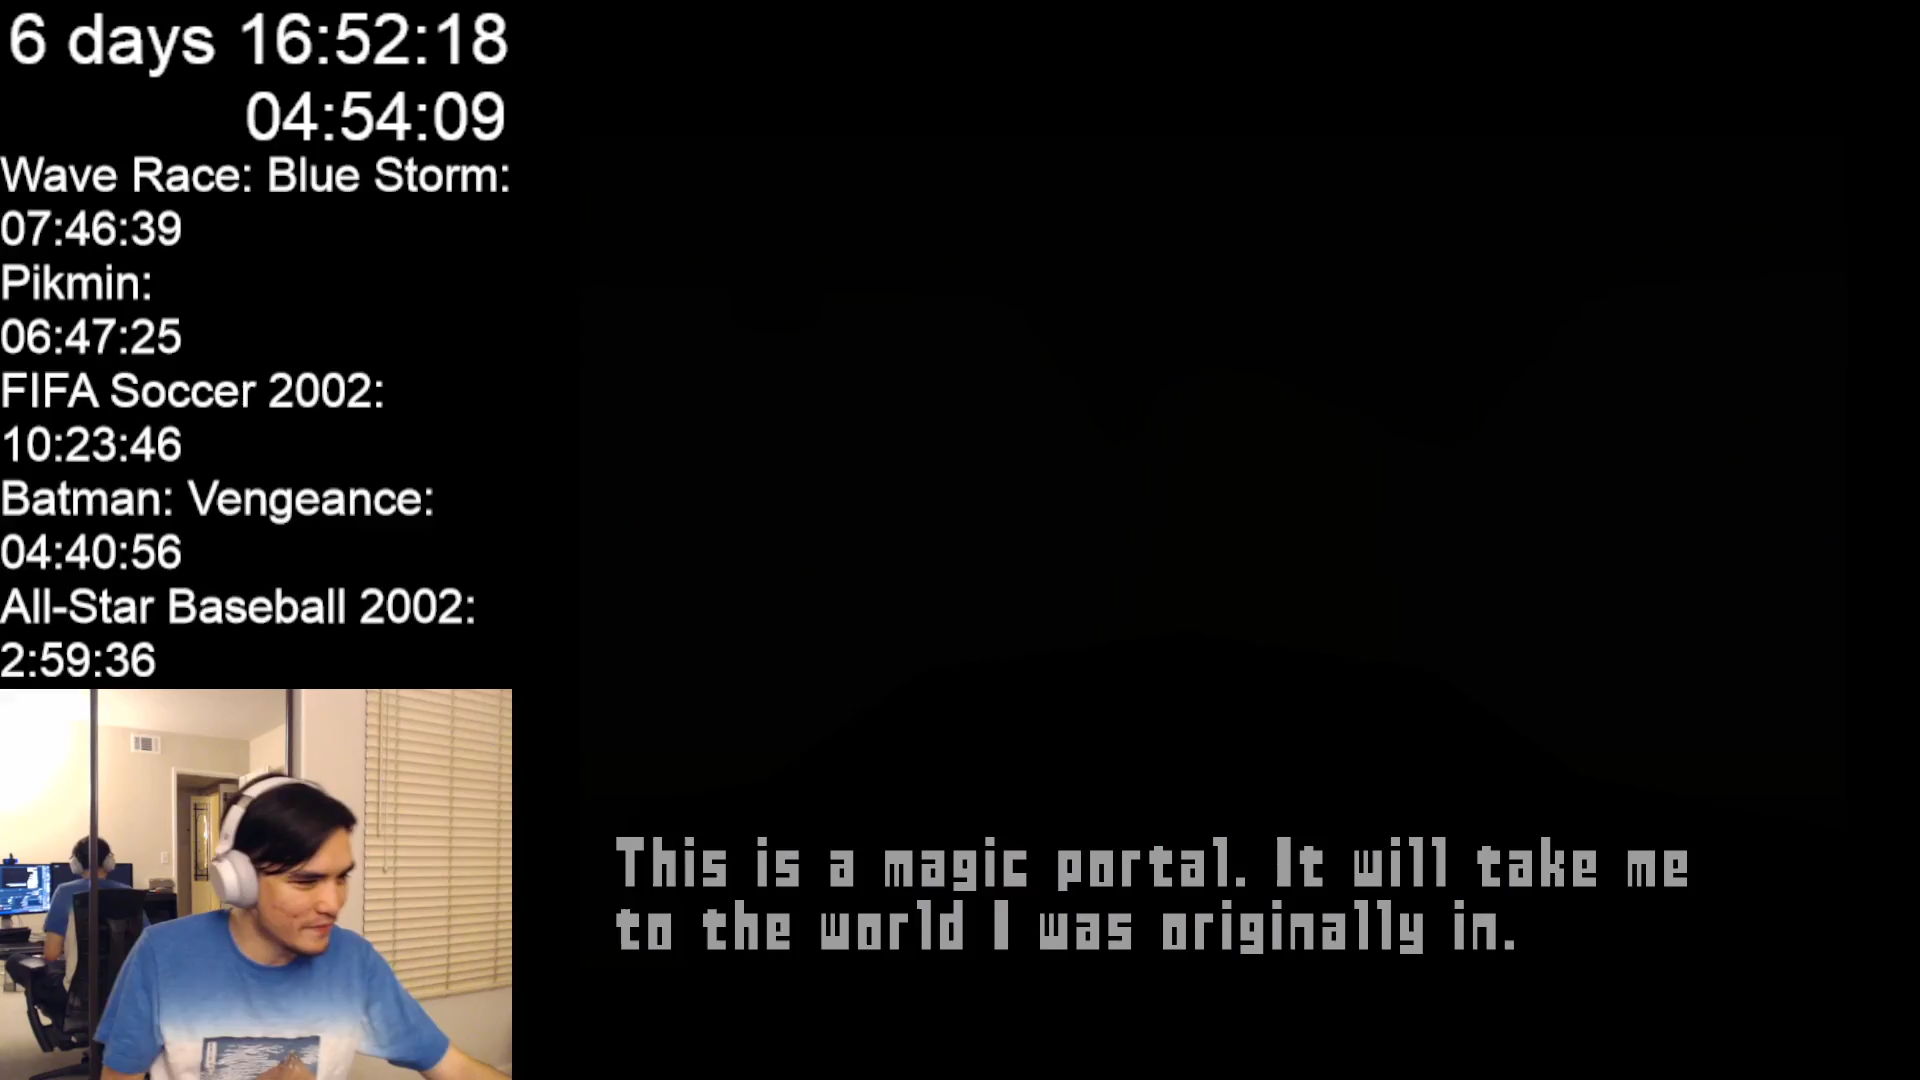 6 days 16:52:18
04:54:09
Wave Race: Blue Storm:
07:46:39
Pikmin:
06:47:25
FIFA Soccer 2002:
10:23:46
Batman: Vengeance:
04:40:56
All-Star Baseball 2002:
2:59:36
This is a magic portal. It will take me
to the world I was originally in.